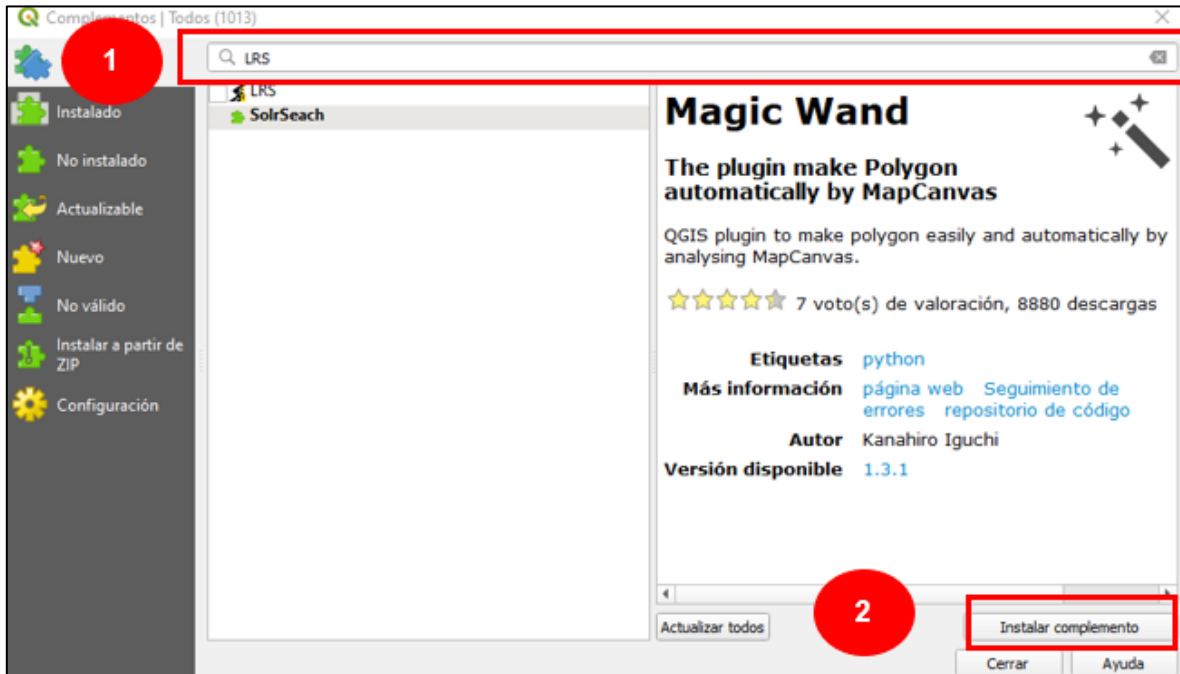 Complementos | Todos (1013)
1
LRS
Instalado
No instalado
Actualizable
Nuevo
No válido
Instalar a partir de
ZIP
Configuración
LRS
SolrSeach
Magic Wand
The plugin make Polygon
automatically by MapCanvas
QGIS plugin to make polygon easily and automatically by
analysing MapCanvas.
7 voto(s) de valoración, 8880 descargas
Etiquetas python
Más información página web Seguimiento de
errores repositorio de código
Autor Kanahiro Iguchi
Versión disponible 1.3.1
2
Actualizar todos
Instalar complemento
Cerrar
Ayuda